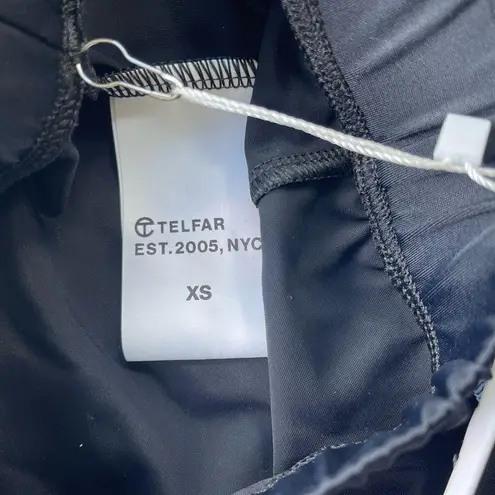 TELFAR
EST. 2005, NYC
XS